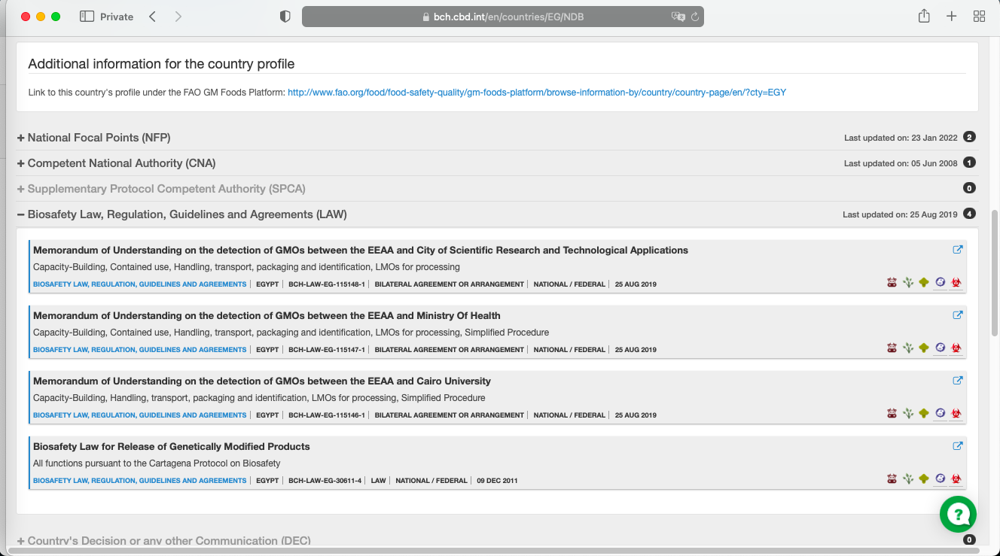 Private
bch.cbd.int/en/countries/EG/NDB
Additional information for the country profile
Link to this country's profile under the FAO GM Foods Platform: http://www.fao.org/food/food-safety-quality/gm-foods-platform/browse-information-by/country/country-page/en/?cty=EGY
+ National Focal Points (NFP) Last updated on: 23 Jan 2022 2
+ Competent National Authority (CNA) Last updated on: 05 Jun 2008 1
+ Supplementary Protocol Competent Authority (SPCA) 0
− Biosafety Law, Regulation, Guidelines and Agreements (LAW) Last updated on: 25 Aug 2019 4
Memorandum of Understanding on the detection of GMOs between the EEAA and City of Scientific Research and Technological Applications
Capacity-Building, Contained use, Handling, transport, packaging and identification, LMOs for processing
BIOSAFETY LAW, REGULATION, GUIDELINES AND AGREEMENTS | EGYPT | BCH-LAW-EG-115148-1 | BILATERAL AGREEMENT OR ARRANGEMENT | NATIONAL / FEDERAL | 25 AUG 2019
Memorandum of Understanding on the detection of GMOs between the EEAA and Ministry Of Health
Capacity-Building, Contained use, Handling, transport, packaging and identification, LMOs for processing, Simplified Procedure
BIOSAFETY LAW, REGULATION, GUIDELINES AND AGREEMENTS | EGYPT | BCH-LAW-EG-115147-1 | BILATERAL AGREEMENT OR ARRANGEMENT | NATIONAL / FEDERAL | 25 AUG 2019
Memorandum of Understanding on the detection of GMOs between the EEAA and Cairo University
Capacity-Building, Handling, transport, packaging and identification, LMOs for processing, Simplified Procedure
BIOSAFETY LAW, REGULATION, GUIDELINES AND AGREEMENTS | EGYPT | BCH-LAW-EG-115146-1 | BILATERAL AGREEMENT OR ARRANGEMENT | NATIONAL / FEDERAL | 25 AUG 2019
Biosafety Law for Release of Genetically Modified Products
All functions pursuant to the Cartagena Protocol on Biosafety
BIOSAFETY LAW, REGULATION, GUIDELINES AND AGREEMENTS | EGYPT | BCH-LAW-EG-30611-4 | LAW | NATIONAL / FEDERAL | 09 DEC 2011
?
+ Country's Decision or any other Communication (DEC) 0